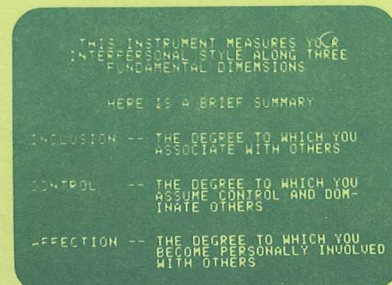 THIS INSTRUMENT MEASURES YOUR
INTERPERSONAL STYLE ALONG THREE
FUNDAMENTAL DIMENSIONS
HERE IS A BRIEF SUMMARY
INCLUSION -- THE DEGREE TO WHICH YOU
ASSOCIATE WITH OTHERS
CONTROL -- THE DEGREE TO WHICH YOU
ASSUME CONTROL AND DOM-
INATE OTHERS
AFFECTION -- THE DEGREE TO WHICH YOU
BECOME PERSONALLY INVOLVED
WITH OTHERS